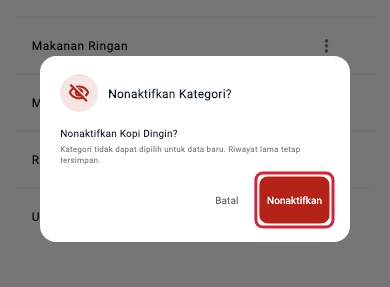 Makanan Ringan
M
Nonaktifkan Kategori?
Nonaktifkan Kopi Dingin?
Kategori tidak dapat dipilih untuk data baru. Riwayat lama tetap
tersimpan.
R
Batal
Nonaktifkan
U